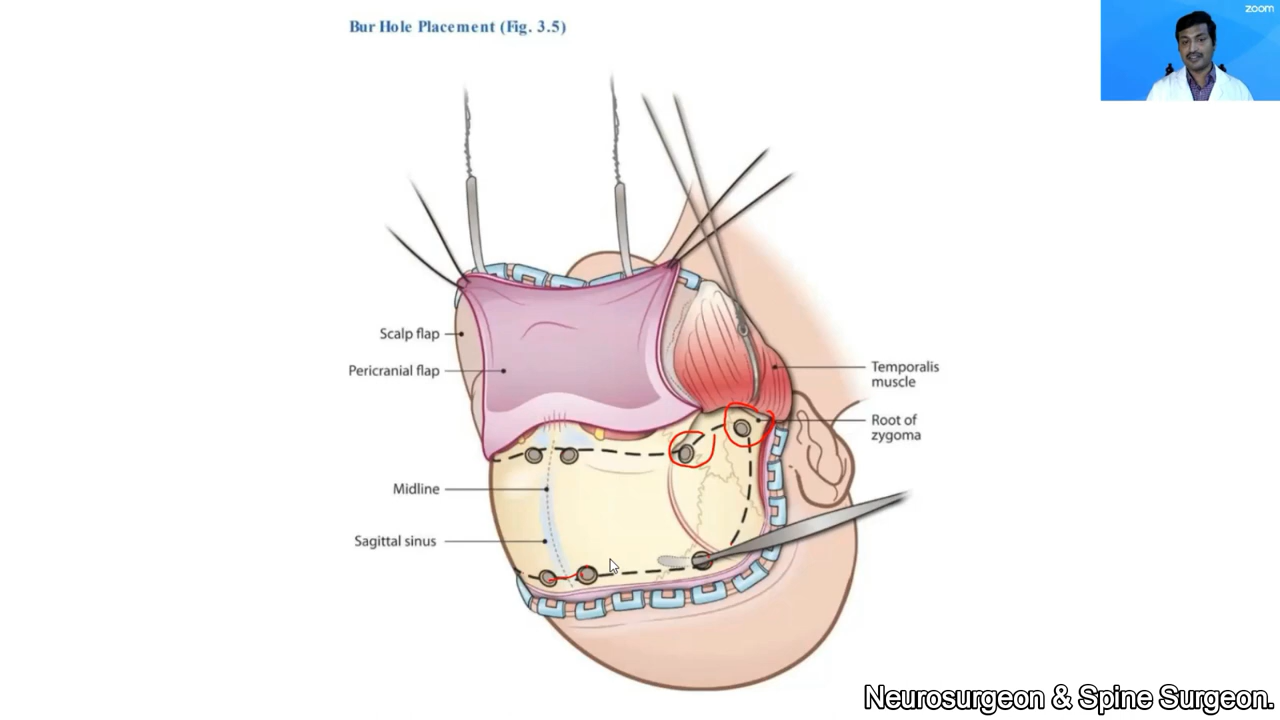 zoom
Bur Hole Placement (Fig. 3.5)
Scalp flap
Pericranial flap
Temporalis
muscle
Root of
zygoma
Midline
Sagittal sinus
Neurosurgeon & Spine Surgeon.